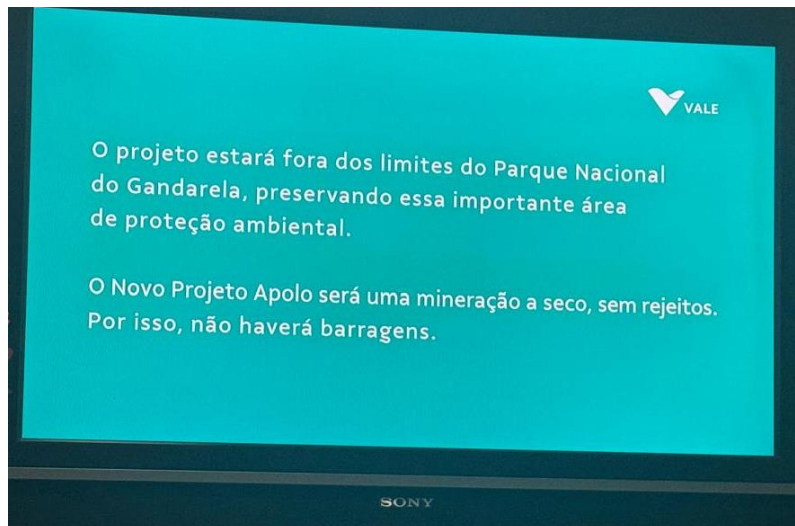 VALE
O projeto estará fora dos limites do Parque Nacional
do Gandarela, preservando essa importante área
de proteção ambiental.
O Novo Projeto Apolo será uma mineração a seco, sem rejeitos.
Por isso, não haverá barragens.
SONY